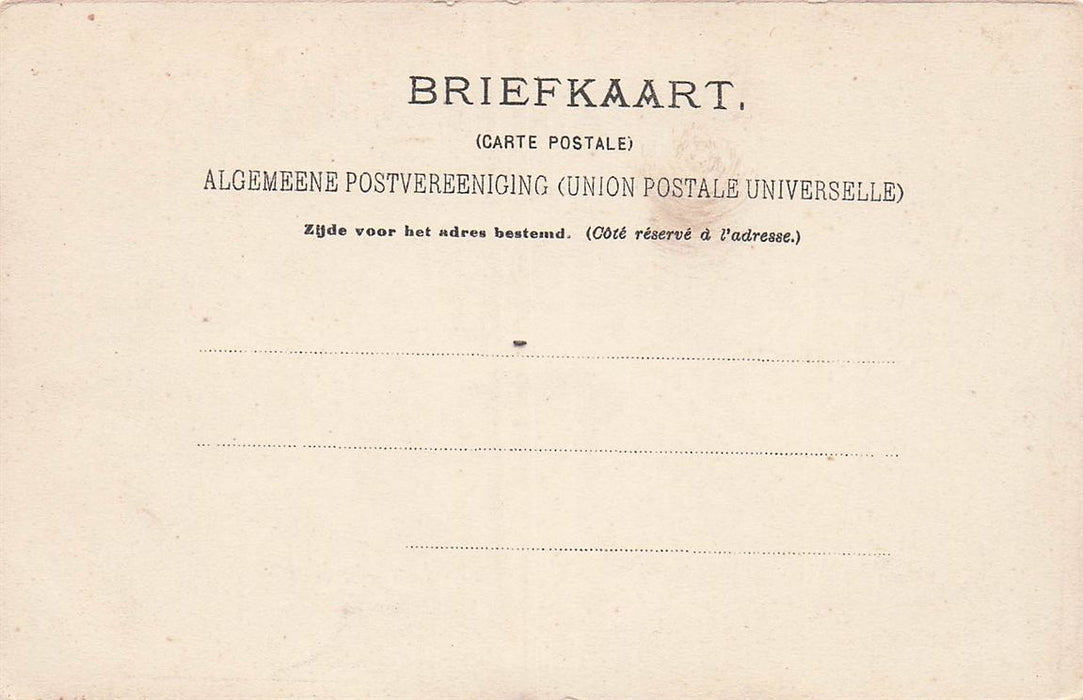 BRIEFKAART.
(CARTE POSTALE)
ALGEMEENE POSTVEREENIGING (UNION POSTALE UNIVERSELLE)
Zijde voor het adres bestemd. (Côté réservé à l'adresse.)